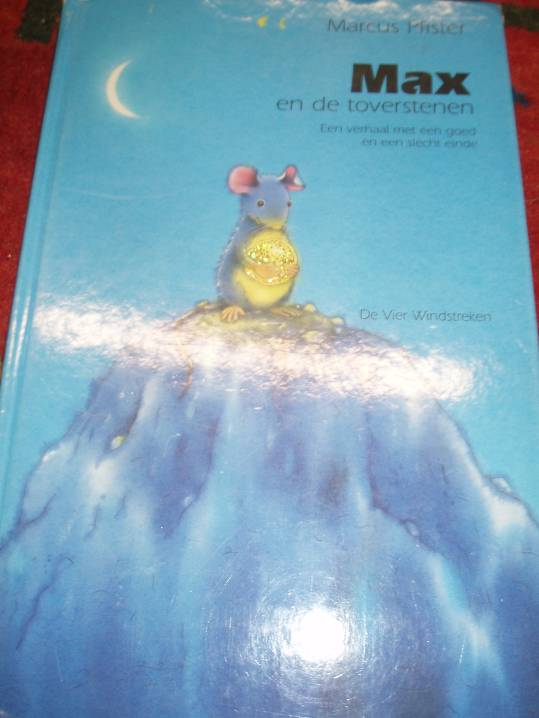 Marcus Pfister
Max
en de toverstenen
Een verhaal met een goed
en een slecht einde
De Vier Windstreken